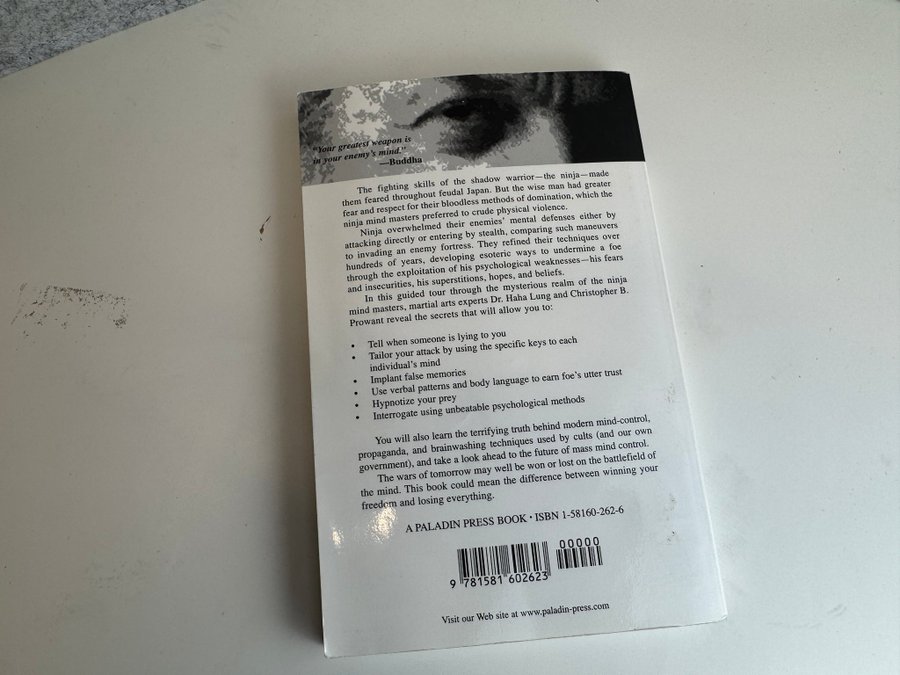 "Your greatest weapon is
in your enemy's mind."
—Buddha
The fighting skills of the shadow warrior—the ninja—made
them feared throughout feudal Japan. But the wise man had greater
fear and respect for their bloodless methods of domination, which the
ninja mind masters preferred to crude physical violence.
Ninja overwhelmed their enemies' mental defenses either by
attacking directly or entering by stealth, comparing such maneuvers
to invading an enemy fortress. They refined their techniques over
hundreds of years, developing esoteric ways to undermine a foe
through the exploitation of his psychological weaknesses—his fears
and insecurities, his superstitions, hopes, and beliefs.
In this guided tour through the mysterious realm of the ninja
mind masters, martial arts experts Dr. Haha Lung and Christopher B.
Prowant reveal the secrets that will allow you to:
• Tell when someone is lying to you
• Tailor your attack by using the specific keys to each
individual's mind
• Implant false memories
• Use verbal patterns and body language to earn foe's utter trust
• Hypnotize your prey
• Interrogate using unbeatable psychological methods
You will also learn the terrifying truth behind modern mind-control,
propaganda, and brainwashing techniques used by cults (and our own
government), and take a look ahead to the future of mass mind control.
The wars of tomorrow may well be won or lost on the battlefield of
the mind. This book could mean the difference between winning your
freedom and losing everything.
A PALADIN PRESS BOOK • ISBN 1-58160-262-6
00000
9 781581 602623
Visit our Web site at www.paladin-press.com